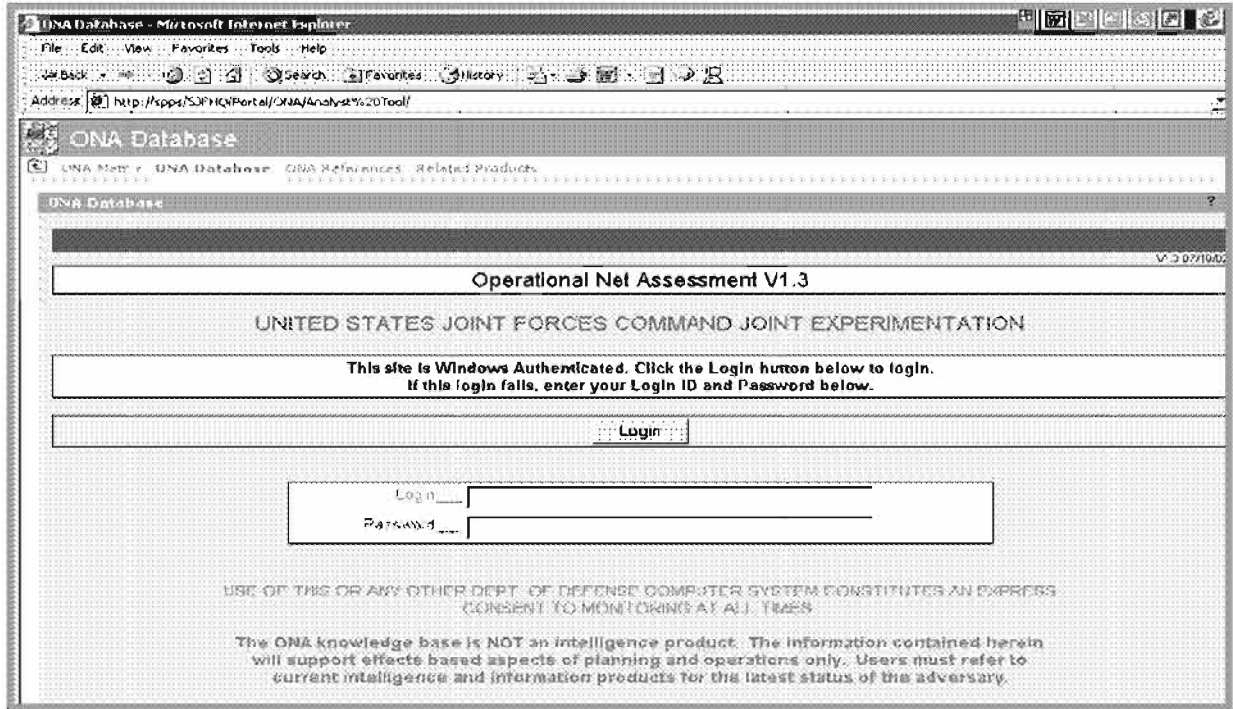 ONA Database - Microsoft Internet Explorer
File Edit View Favorites Tools Help
Back Search Favorites History
Address http://spps/SJFHQ/Portal/ONA/Analyst%20Tool/
ONA Database
ONA Database ONA References Related Products
ONA Database ?
Operational Net Assessment V1.3
UNITED STATES JOINT FORCES COMMAND JOINT EXPERIMENTATION
This site is Windows Authenticated. Click the Login button below to login.
If this login fails, enter your Login ID and Password below.
Login
Login
Password
USE OF THIS OR ANY OTHER DEPT. OF DEFENSE COMPUTER SYSTEM CONSTITUTES AN EXPRESS
CONSENT TO MONITORING AT ALL TIMES
The ONA knowledge base is NOT an intelligence product. The information contained herein
will support effects based aspects of planning and operations only. Users must refer to
current intelligence and information products for the latest status of the adversary.